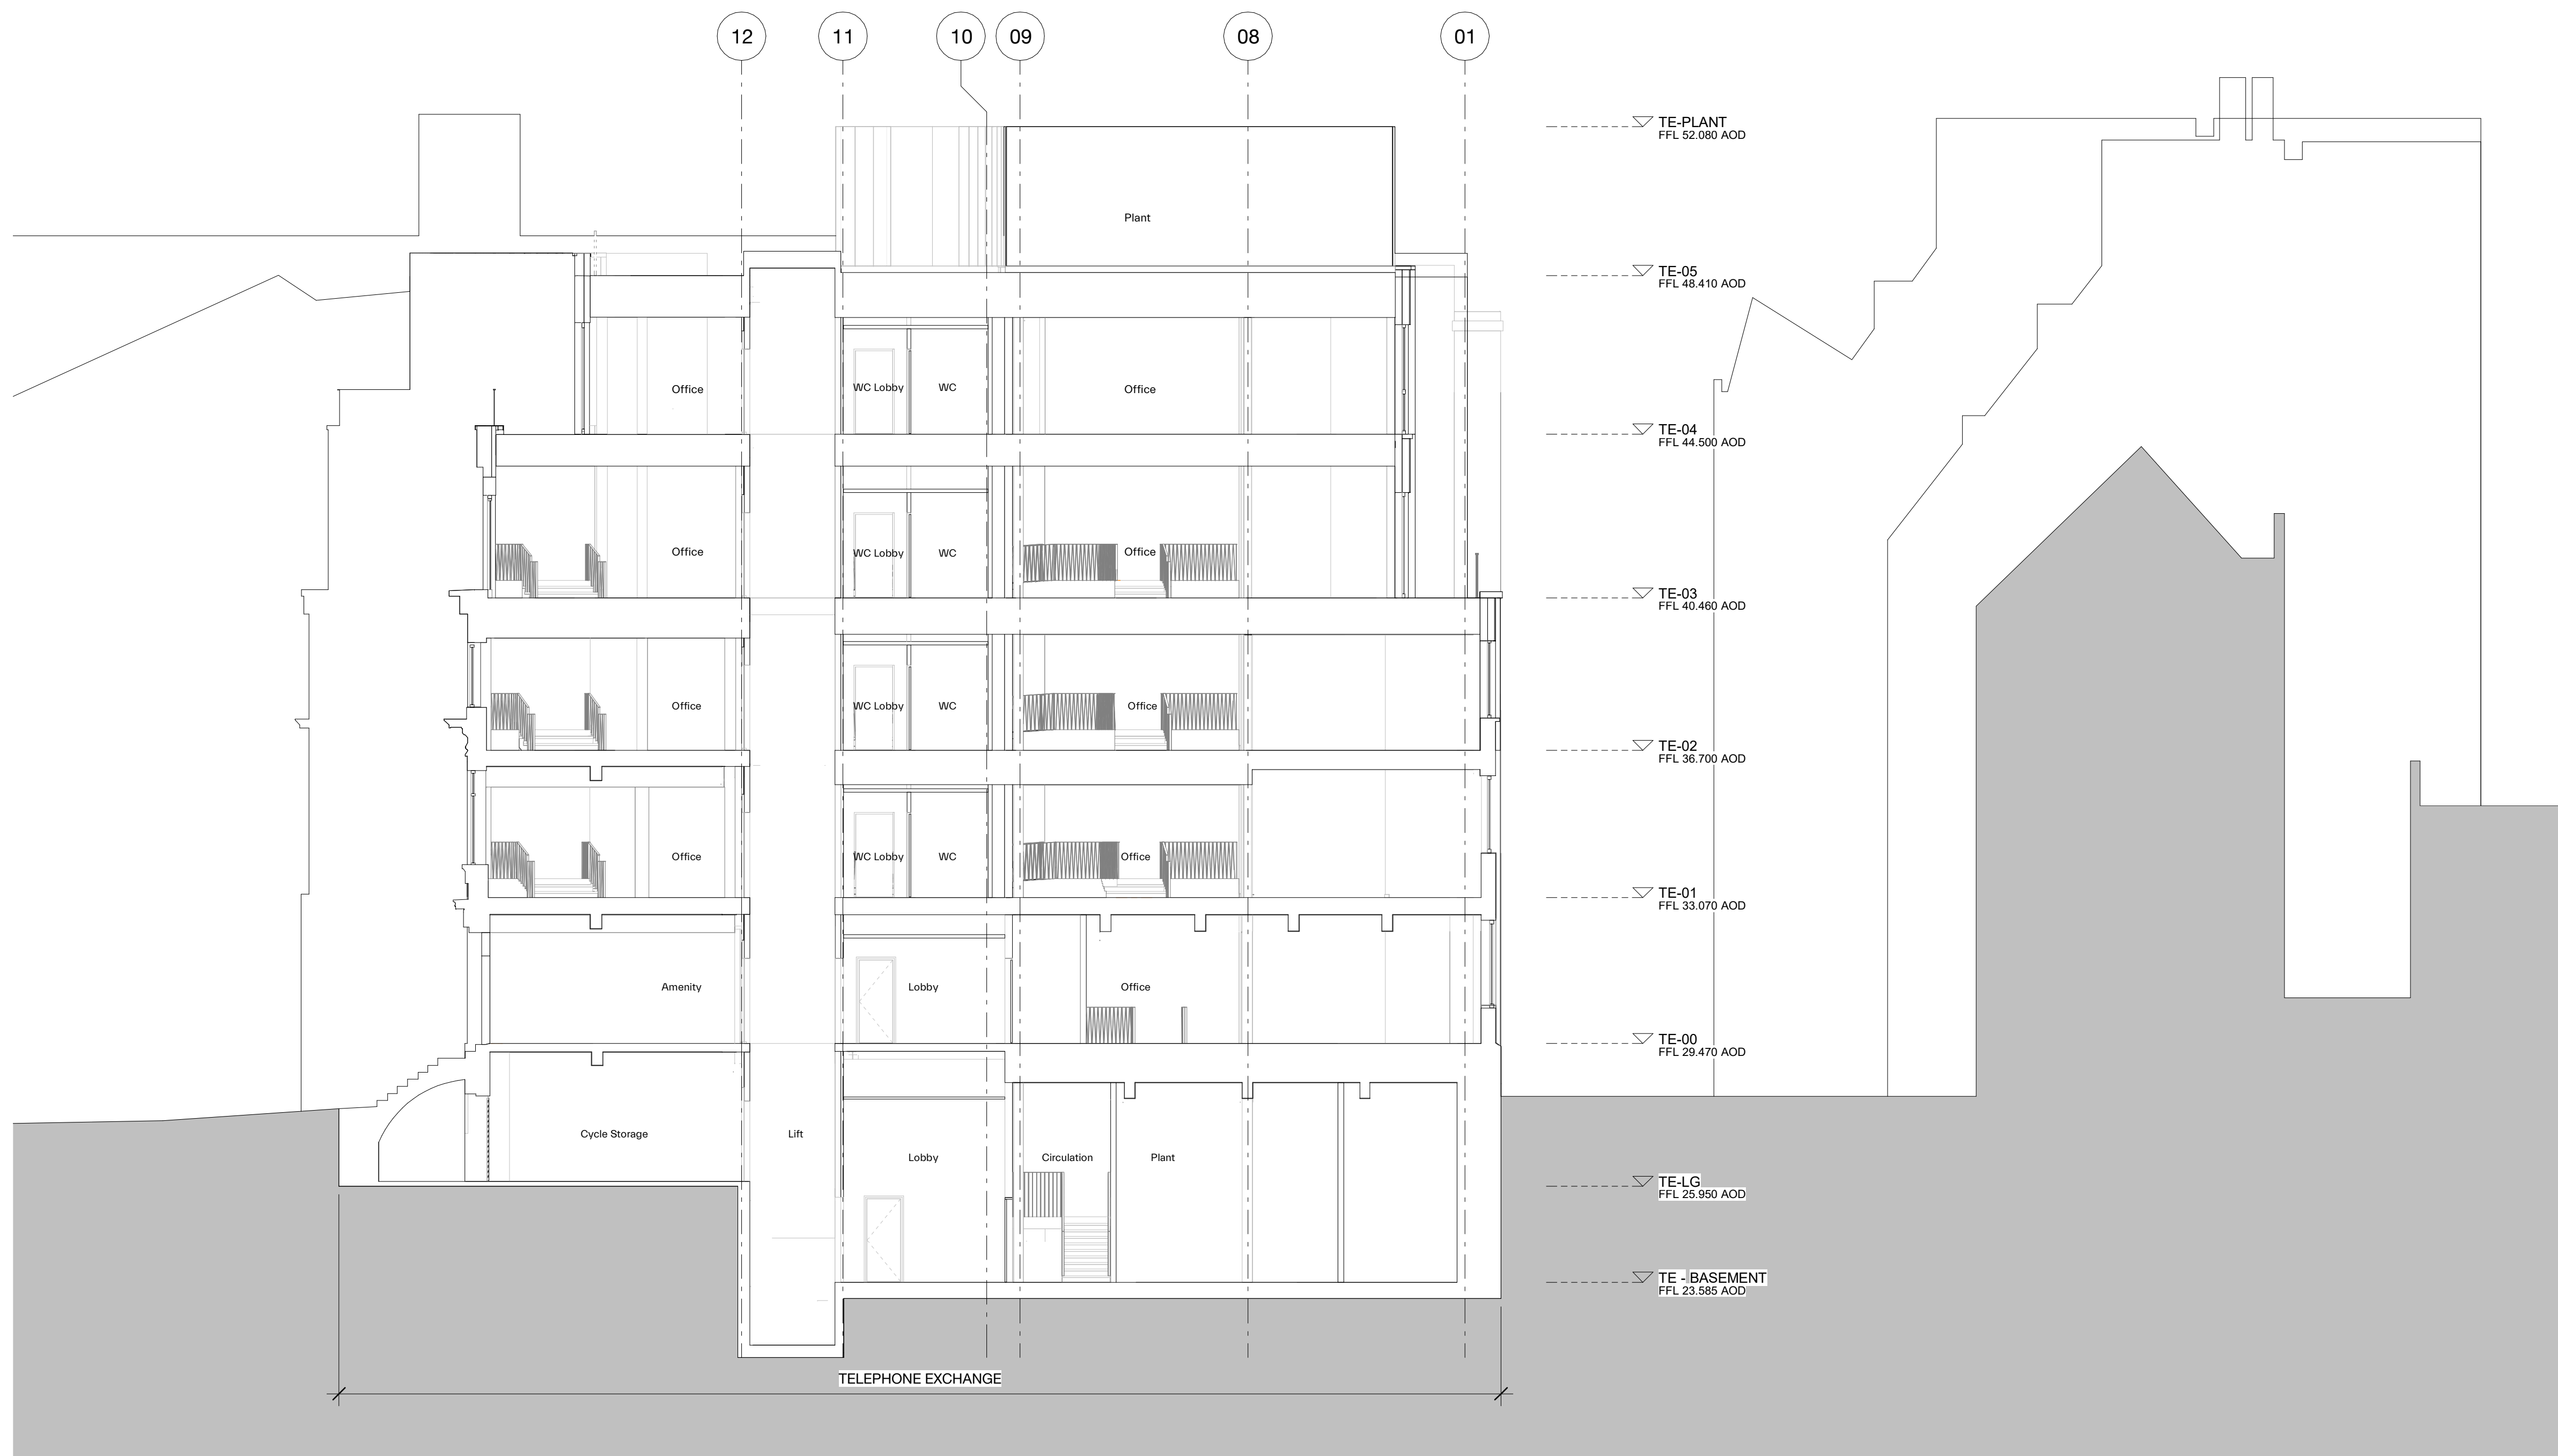 12 11 10 09 08 01
TE-PLANT
FFL 52.080 AOD
Plant
TE-05
FFL 48.410 AOD
Office WC Lobby WC Office
TE-04
FFL 44.500 AOD
Office WC Lobby WC Office
TE-03
FFL 40.460 AOD
Office WC Lobby WC Office
TE-02
FFL 36.700 AOD
Office WC Lobby WC Office
TE-01
FFL 33.070 AOD
Amenity Lobby Office
TE-00
FFL 29.470 AOD
Cycle Storage Lift
Lobby Circulation Plant
TE-LG
FFL 25.950 AOD
TE - BASEMENT
FFL 23.585 AOD
TELEPHONE EXCHANGE